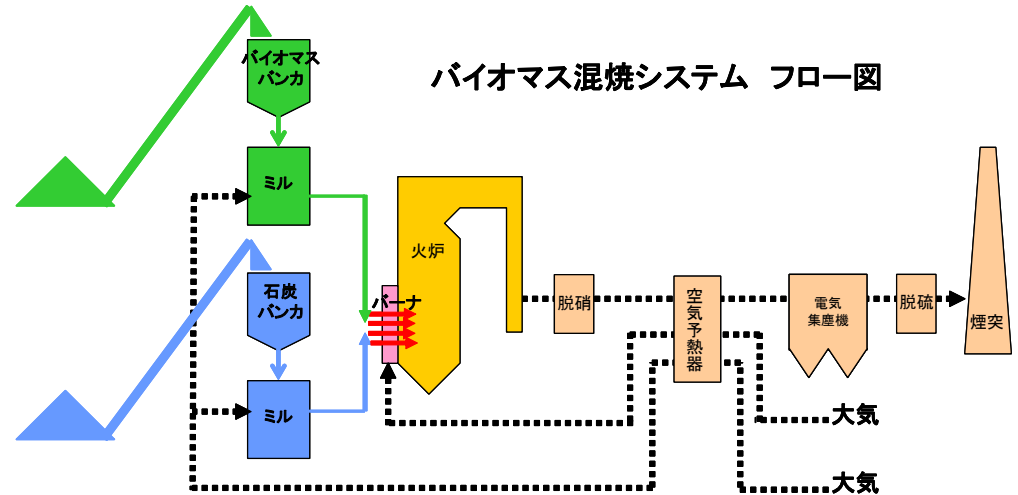 バイオマス混焼システム　フロー図
バイオマス
バンカ
ミル
石炭
バンカ
ミル
バーナ
火炉
脱硝
空気予熱器
電気
集塵機
脱硫
煙突
大気
大気